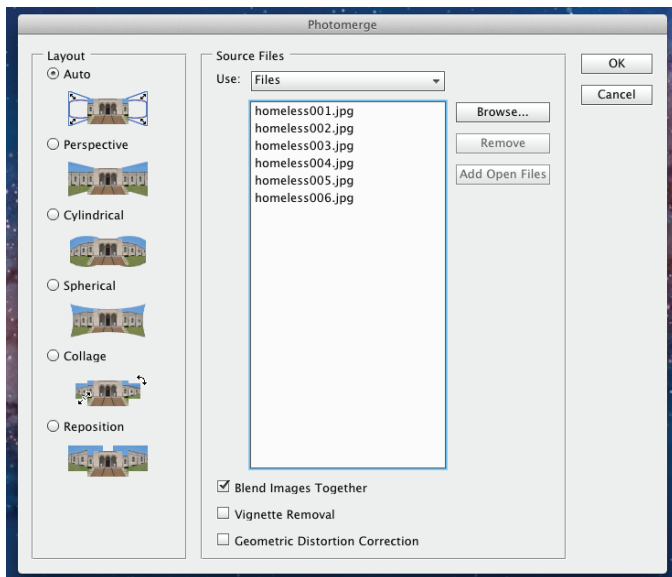 Photomerge
Layout
Auto
Perspective
Cylindrical
Spherical
Collage
Reposition
Source Files
Use: Files
homeless001.jpg
homeless002.jpg
homeless003.jpg
homeless004.jpg
homeless005.jpg
homeless006.jpg
Browse...
Remove
Add Open Files
Blend Images Together
Vignette Removal
Geometric Distortion Correction
OK
Cancel